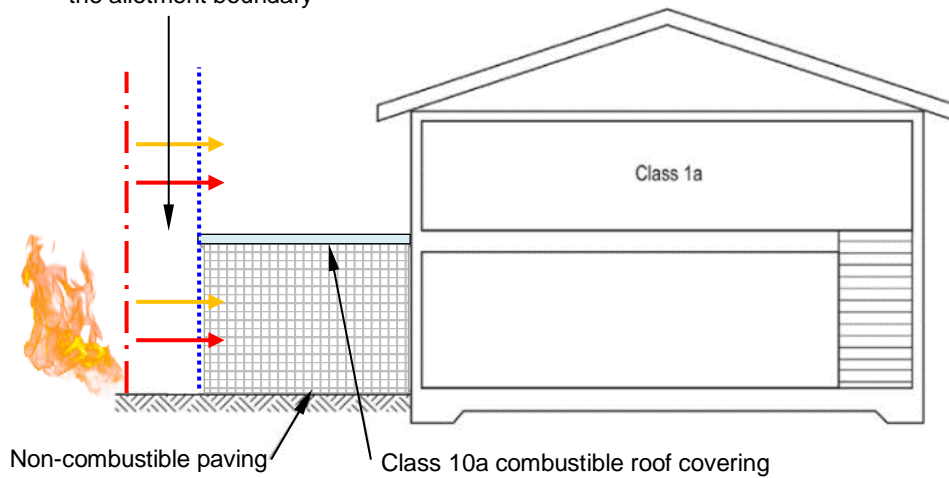 the allotment boundary
Class 1a
Non-combustible paving
Class 10a combustible roof covering